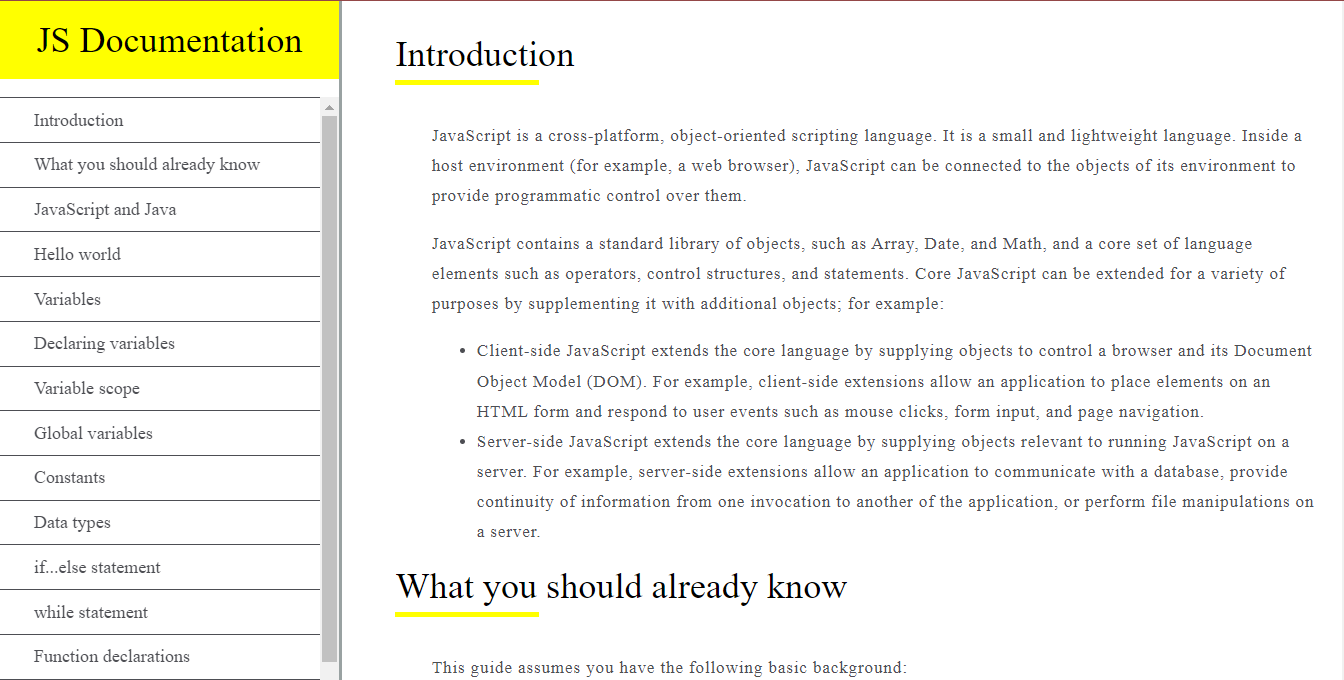 JS Documentation
Introduction
What you should already know
JavaScript and Java
Hello world
Variables
Declaring variables
Variable scope
Global variables
Constants
Data types
if...else statement
while statement
Function declarations
Introduction
JavaScript is a cross-platform, object-oriented scripting language. It is a small and lightweight language. Inside a
host environment (for example, a web browser), JavaScript can be connected to the objects of its environment to
provide programmatic control over them.
JavaScript contains a standard library of objects, such as Array, Date, and Math, and a core set of language
elements such as operators, control structures, and statements. Core JavaScript can be extended for a variety of
purposes by supplementing it with additional objects; for example:
• Client-side JavaScript extends the core language by supplying objects to control a browser and its Document
Object Model (DOM). For example, client-side extensions allow an application to place elements on an
HTML form and respond to user events such as mouse clicks, form input, and page navigation.
• Server-side JavaScript extends the core language by supplying objects relevant to running JavaScript on a
server. For example, server-side extensions allow an application to communicate with a database, provide
continuity of information from one invocation to another of the application, or perform file manipulations on
a server.
What you should already know
This guide assumes you have the following basic background: